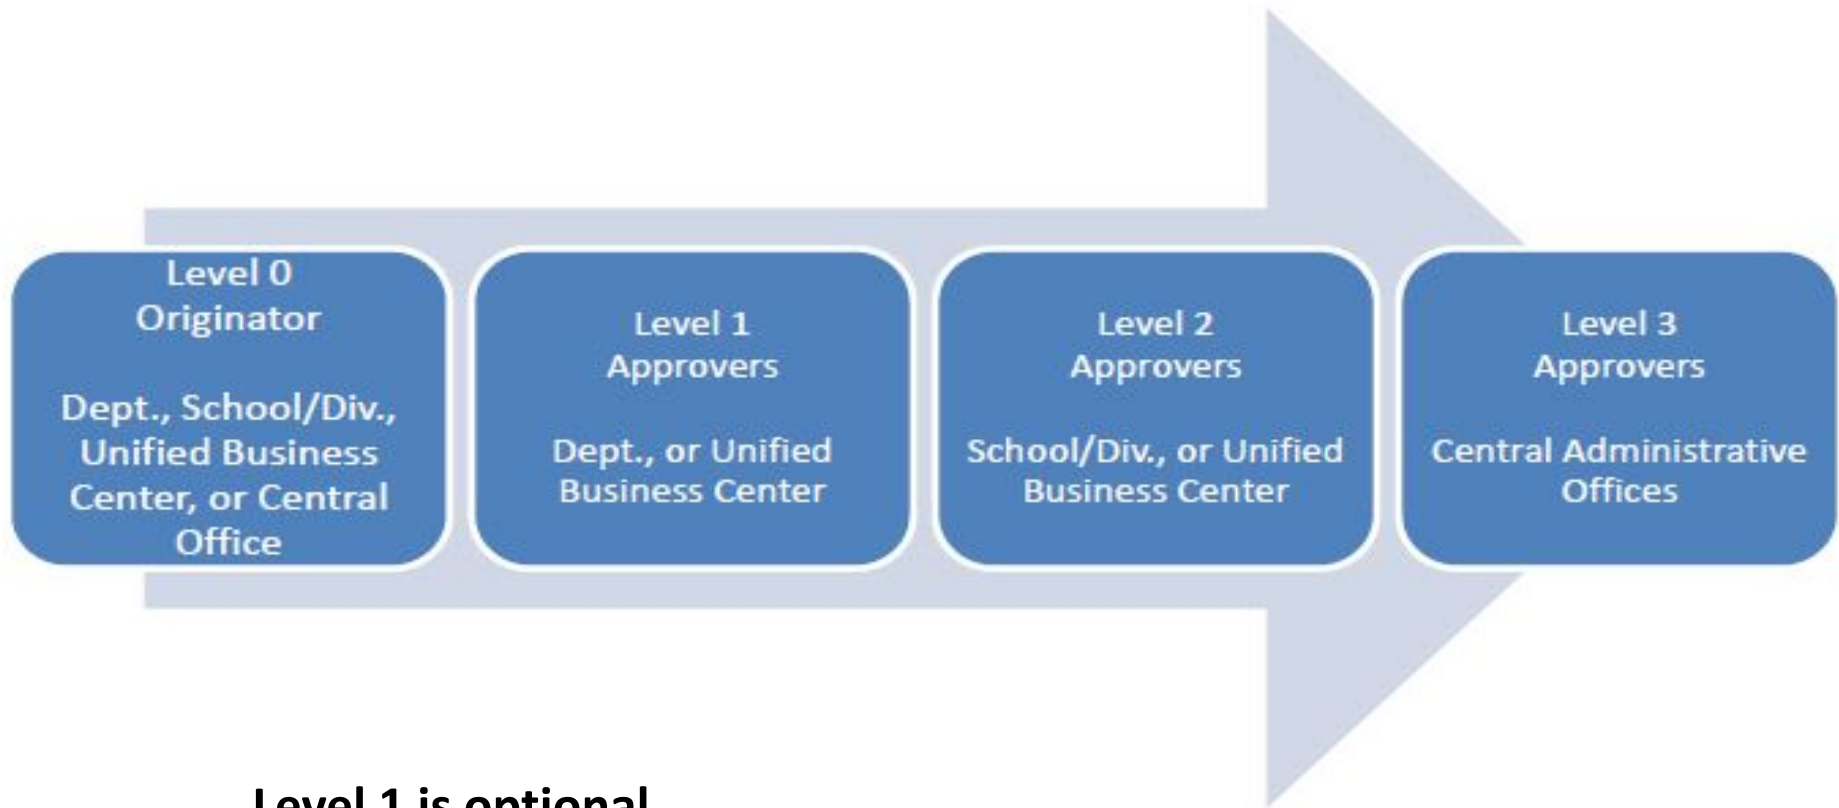 Level 0
Originator
Dept., School/Div.,
Unified Business
Center, or Central
Office
Level 1
Approvers
Dept., or Unified
Business Center
Level 2
Approvers
School/Div., or Unified
Business Center
Level 3
Approvers
Central Administrative
Offices
Level 1 is optional